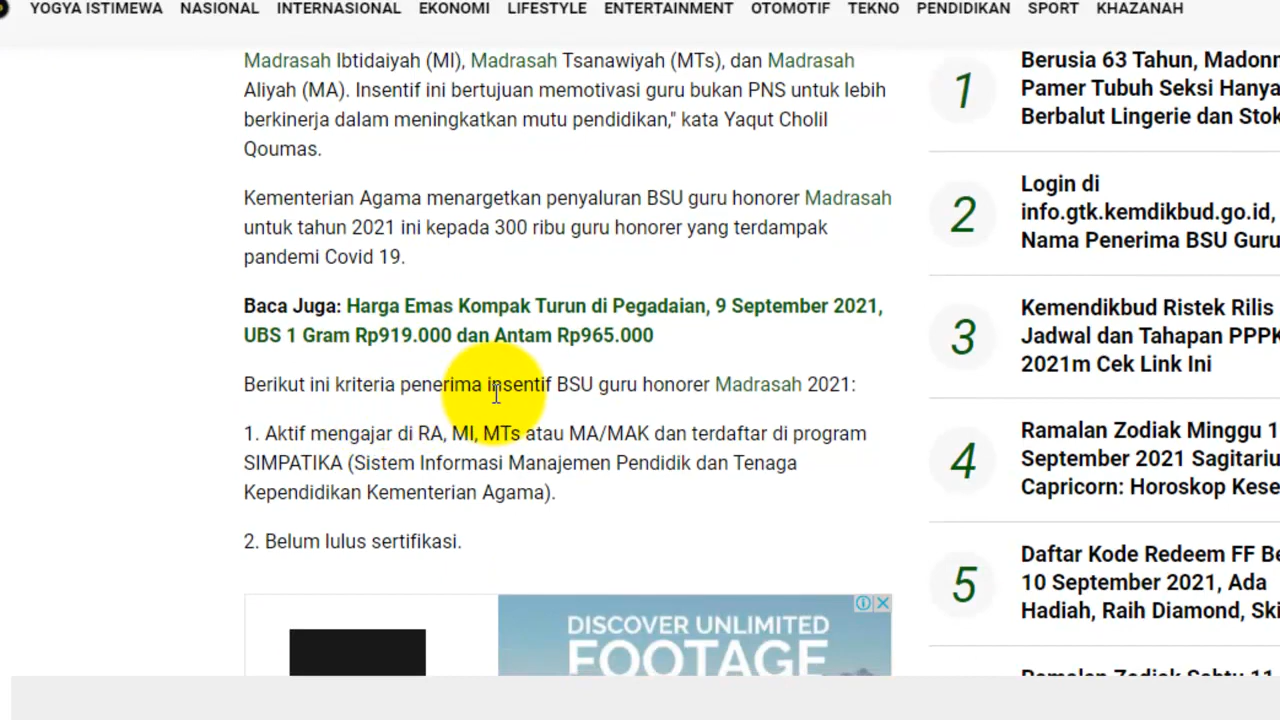 YOGYA ISTIMEWA NASIONAL INTERNASIONAL EKONOMI LIFESTYLE ENTERTAINMENT OTOMOTIF TEKNO PENDIDIKAN SPORT KHAZANAH
Madrasah Ibtidaiyah (MI), Madrasah Tsanawiyah (MTs), dan Madrasah
Aliyah (MA). Insentif ini bertujuan memotivasi guru bukan PNS untuk lebih
berkinerja dalam meningkatkan mutu pendidikan," kata Yaqut Cholil
Qoumas.
Kementerian Agama menargetkan penyaluran BSU guru honorer Madrasah
untuk tahun 2021 ini kepada 300 ribu guru honorer yang terdampak
pandemi Covid 19.
Baca Juga: Harga Emas Kompak Turun di Pegadaian, 9 September 2021,
UBS 1 Gram Rp919.000 dan Antam Rp965.000
Berikut ini kriteria penerima insentif BSU guru honorer Madrasah 2021:
1. Aktif mengajar di RA, MI, MTs atau MA/MAK dan terdaftar di program
SIMPATIKA (Sistem Informasi Manajemen Pendidik dan Tenaga
Kependidikan Kementerian Agama).
2. Belum lulus sertifikasi.
DISCOVER UNLIMITED
FOOTAGE
1
Berusia 63 Tahun, Madonn
Pamer Tubuh Seksi Hanya
Berbalut Lingerie dan Stok
2
Login di
info.gtk.kemdikbud.go.id,
Nama Penerima BSU Guru
3
Kemendikbud Ristek Rilis
Jadwal dan Tahapan PPPK
2021m Cek Link Ini
4
Ramalan Zodiak Minggu 1
September 2021 Sagitariu
Capricorn: Horoskop Kese
5
Daftar Kode Redeem FF Be
10 September 2021, Ada
Hadiah, Raih Diamond, Ski
Ramalan Zodiak Sabtu 11